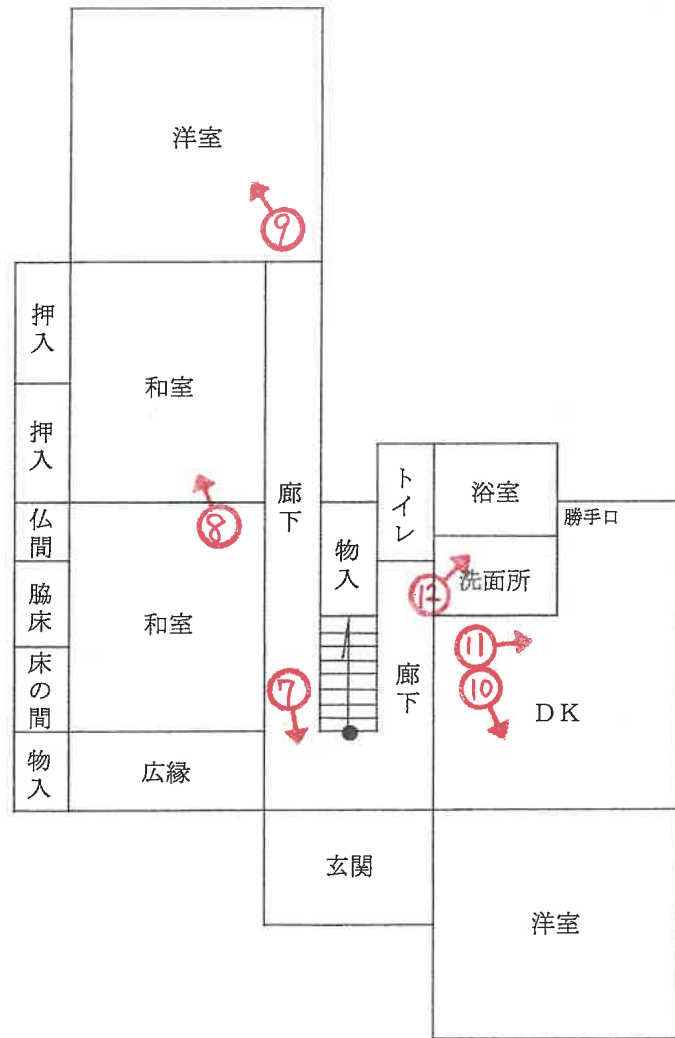 洋室
⑨
押入
和室
押入
廊下
トイレ
浴室
勝手口
⑧
仏間
物入
⑫
洗面所
脇床
和室
⑪
床の間
⑦
廊下
⑩
DK
物入
広縁
玄関
洋室